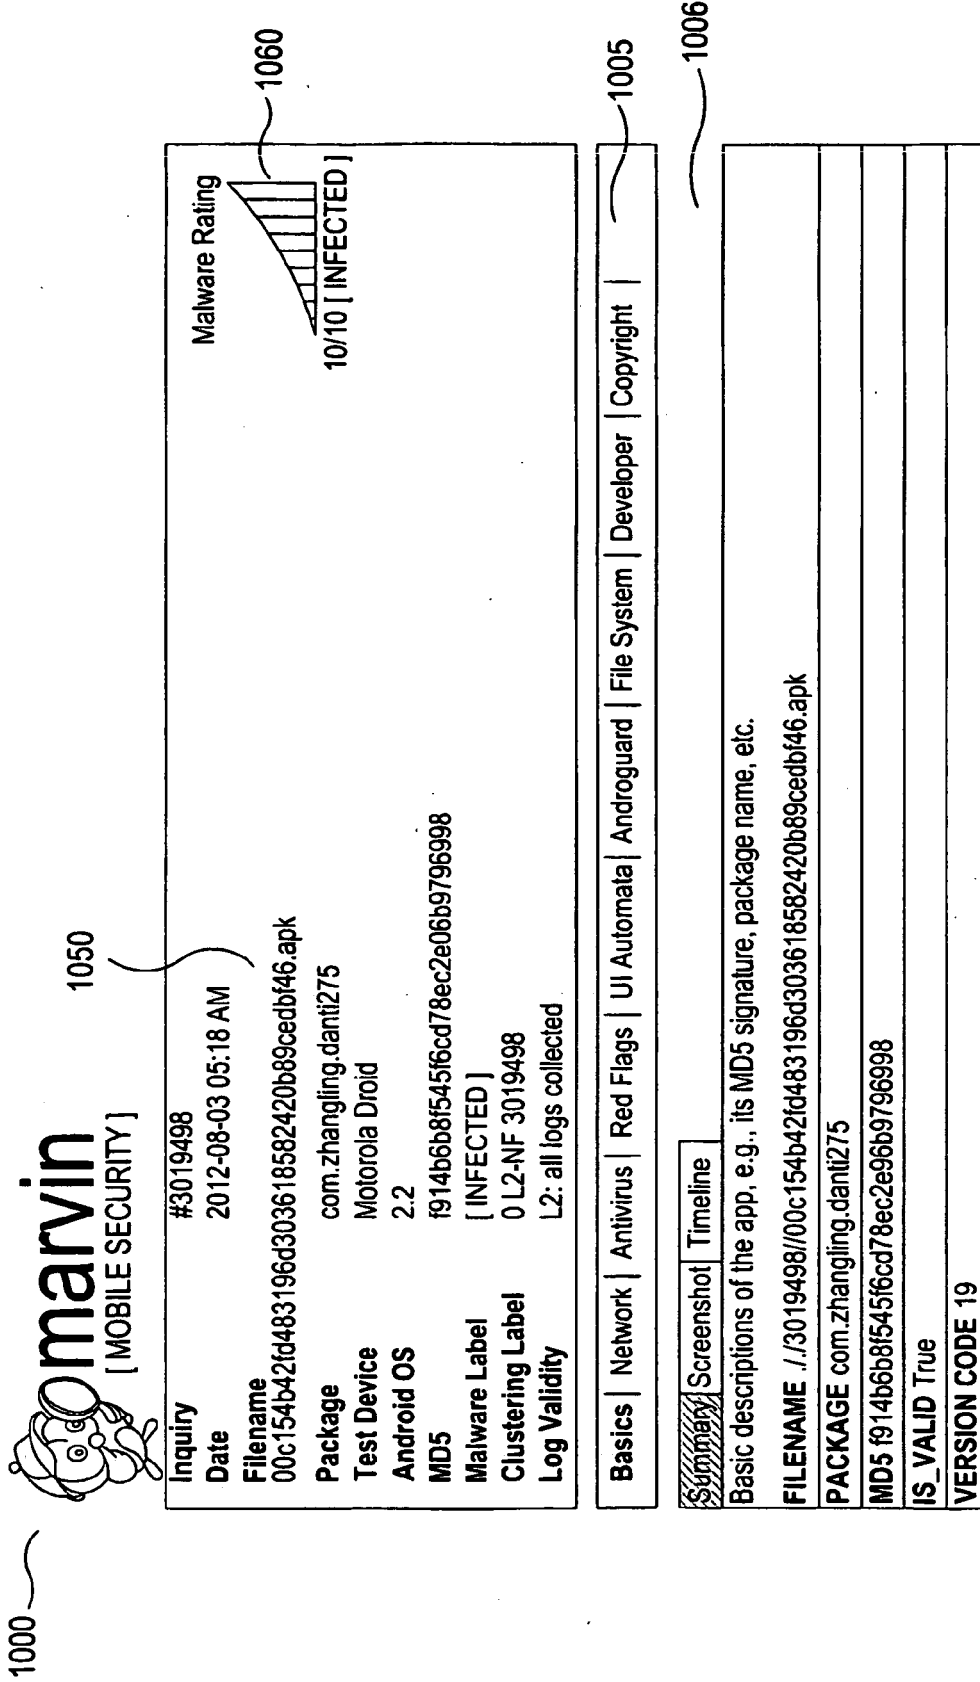 1000
marvin
[ MOBILE SECURITY ]
1050
Inquiry #3019498
Date 2012-08-03 05:18 AM
Filename
00c154b42fd483196d303618582420b89cedbf46.apk
Package com.zhangling.danti275
Test Device Motorola Droid
Android OS 2.2
MD5 f914b6b8f545f6cd78ec2e06b9796998
Malware Label [ INFECTED ]
Clustering Label 0 L2-NF 3019498
Log Validity L2: all logs collected
Malware Rating
10/10 [ INFECTED ]
1060
Basics | Network | Antivirus | Red Flags | UI Automata | Androguard | File System | Developer | Copyright |
1005
Summary Screenshot Timeline
1006
Basic descriptions of the app, e.g., its MD5 signature, package name, etc.
FILENAME .//3019498//00c154b42fd483196d303618582420b89cedbf46.apk
PACKAGE com.zhangling.danti275
MD5 f914b6b8f545f6cd78ec2e96b9796998
IS_VALID True
VERSION CODE 19